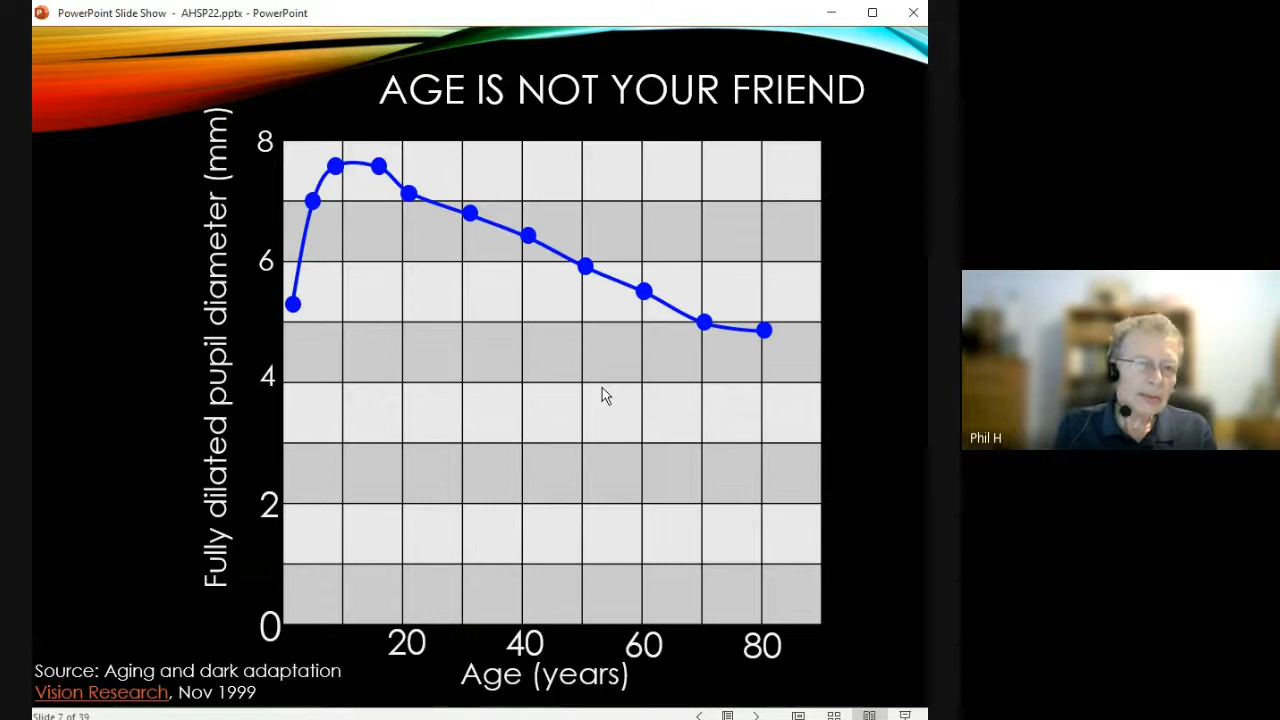 PowerPoint Slide Show - AHSP22.pptx - PowerPoint
AGE IS NOT YOUR FRIEND
Fully dilated pupil diameter (mm)
8
6
4
2
0
20
40
60
80
Age (years)
Source: Aging and dark adaptation
Vision Research, Nov 1999
Slide 7 of 39
Phil H